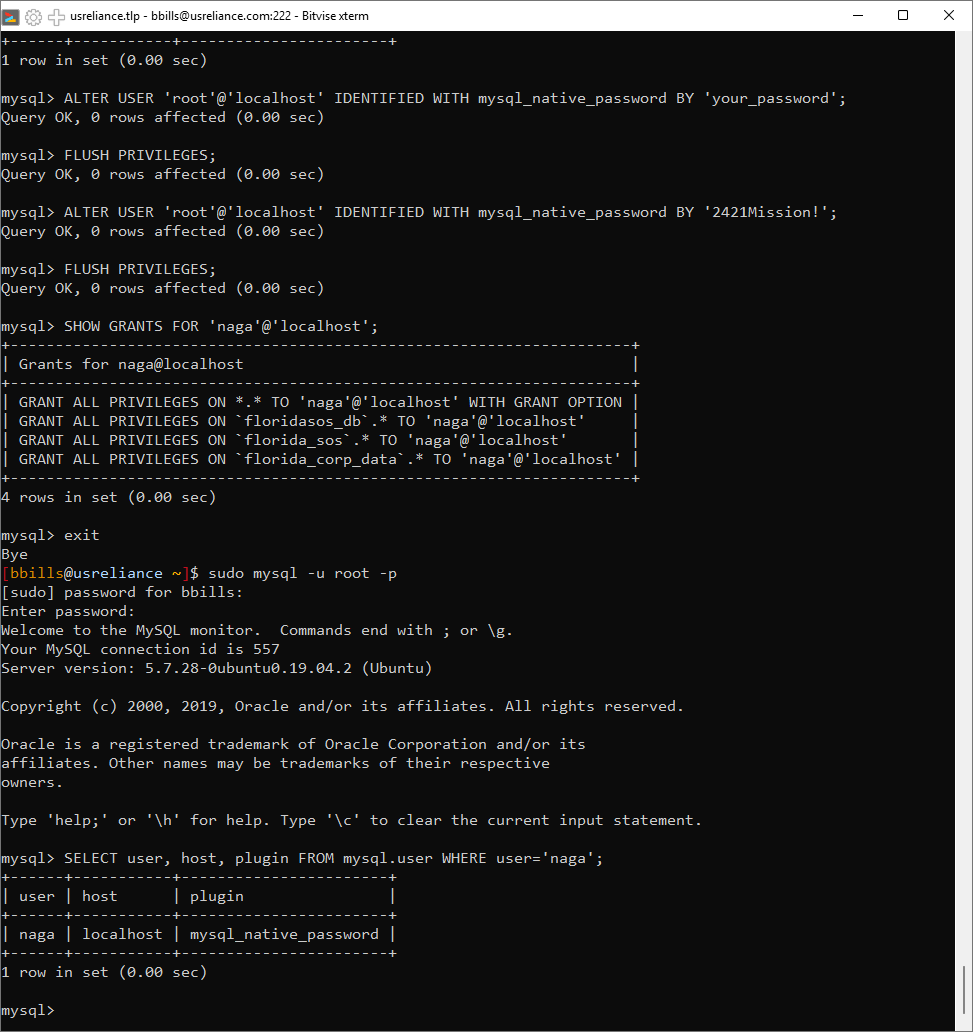 usreliance.tlp - bbills@usreliance.com:222 - Bitvise xterm
+------+-----------+-----------------------+
1 row in set (0.00 sec)
mysql> ALTER USER 'root'@'localhost' IDENTIFIED WITH mysql_native_password BY 'your_password';
Query OK, 0 rows affected (0.00 sec)
mysql> FLUSH PRIVILEGES;
Query OK, 0 rows affected (0.00 sec)
mysql> ALTER USER 'root'@'localhost' IDENTIFIED WITH mysql_native_password BY '2421Mission!';
Query OK, 0 rows affected (0.00 sec)
mysql> FLUSH PRIVILEGES;
Query OK, 0 rows affected (0.00 sec)
mysql> SHOW GRANTS FOR 'naga'@'localhost';
+---------------------------------------------------------------------+
| Grants for naga@localhost                                           |
+---------------------------------------------------------------------+
| GRANT ALL PRIVILEGES ON *.* TO 'naga'@'localhost' WITH GRANT OPTION |
| GRANT ALL PRIVILEGES ON `floridasos_db`.* TO 'naga'@'localhost'     |
| GRANT ALL PRIVILEGES ON `florida_sos`.* TO 'naga'@'localhost'       |
| GRANT ALL PRIVILEGES ON `florida_corp_data`.* TO 'naga'@'localhost' |
+---------------------------------------------------------------------+
4 rows in set (0.00 sec)
mysql> exit
Bye
[bbills@usreliance ~]$ sudo mysql -u root -p
[sudo] password for bbills:
Enter password:
Welcome to the MySQL monitor.  Commands end with ; or \g.
Your MySQL connection id is 557
Server version: 5.7.28-0ubuntu0.19.04.2 (Ubuntu)
Copyright (c) 2000, 2019, Oracle and/or its affiliates. All rights reserved.
Oracle is a registered trademark of Oracle Corporation and/or its
affiliates. Other names may be trademarks of their respective
owners.
Type 'help;' or '\h' for help. Type '\c' to clear the current input statement.
mysql> SELECT user, host, plugin FROM mysql.user WHERE user='naga';
+------+-----------+-----------------------+
| user | host      | plugin                |
+------+-----------+-----------------------+
| naga | localhost | mysql_native_password |
+------+-----------+-----------------------+
1 row in set (0.00 sec)
mysql>